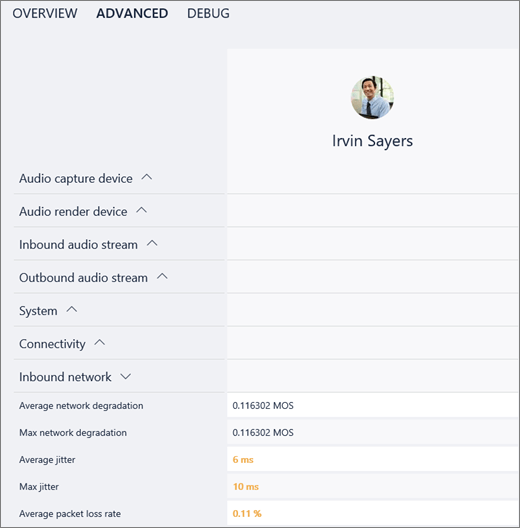 OVERVIEW ADVANCED DEBUG
Irvin Sayers
Audio capture device
Audio render device
Inbound audio stream
Outbound audio stream
System
Connectivity
Inbound network
Average network degradation 0.116302 MOS
Max network degradation 0.116302 MOS
Average jitter 6 ms
Max jitter 10 ms
Average packet loss rate 0.11 %